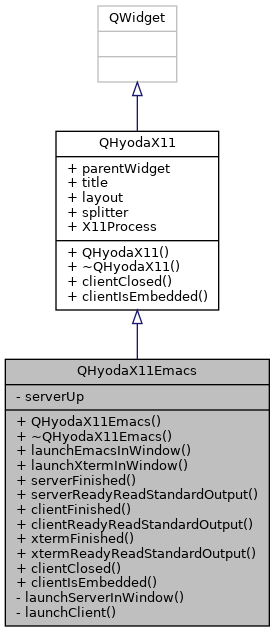 QWidget
QHyodaX11
+ parentWidget
+ title
+ layout
+ splitter
+ X11Process
+ QHyodaX11()
+ ~QHyodaX11()
+ clientClosed()
+ clientIsEmbedded()
QHyodaX11Emacs
- serverUp
+ QHyodaX11Emacs()
+ ~QHyodaX11Emacs()
+ launchEmacsInWindow()
+ launchXtermInWindow()
+ serverFinished()
+ serverReadyReadStandardOutput()
+ clientFinished()
+ clientReadyReadStandardOutput()
+ xtermFinished()
+ xtermReadyReadStandardOutput()
+ clientClosed()
+ clientIsEmbedded()
- launchServerInWindow()
- launchClient()